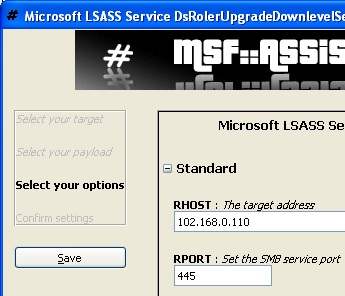 # Microsoft LSASS Service DsRolerUpgradeDownlevelSe
# MSF::ASSIS
Select your target
Select your payload
Select your options
Confirm settings
Save
Microsoft LSASS Se
Standard
RHOST : The target address
102.168.0.110
RPORT : Set the SMB service port
445